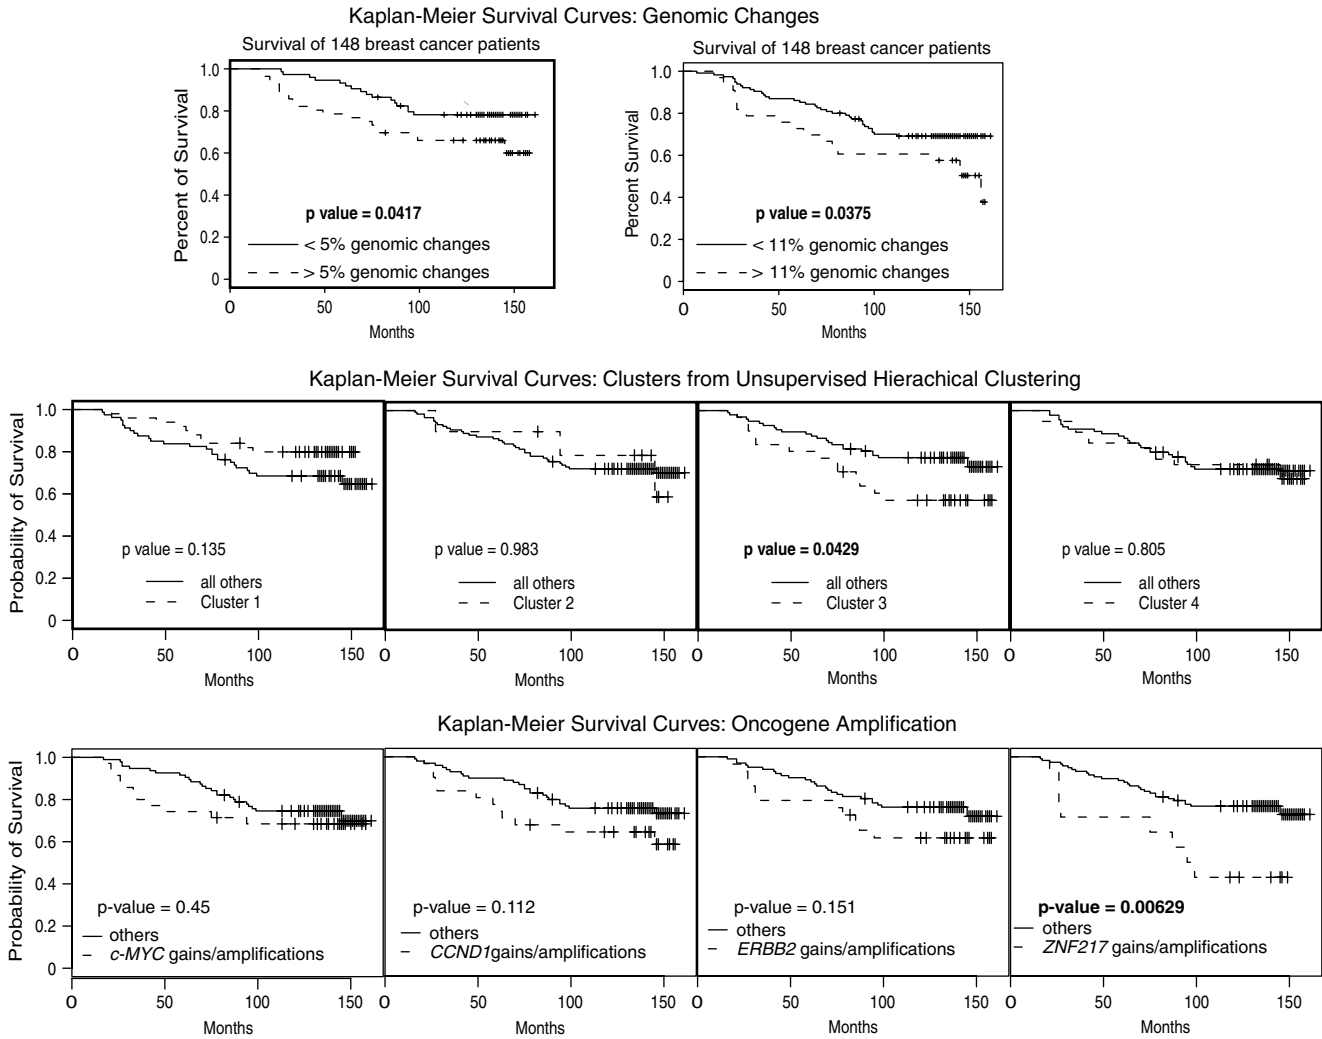 Kaplan-Meier Survival Curves: Genomic Changes
Survival of 148 breast cancer patients
Percent of Survival
1.0
0.8
0.6
0.4
0.2
0
p value = 0.0417
< 5% genomic changes
> 5% genomic changes
0 50 100 150
Months
Survival of 148 breast cancer patients
Percent Survival
1.0
0.8
0.6
0.4
0.2
0
p value = 0.0375
< 11% genomic changes
> 11% genomic changes
0 50 100 150
Months
Kaplan-Meier Survival Curves: Clusters from Unsupervised Hierachical Clustering
Probability of Survival
1.0
0.8
0.6
0.4
0.2
0
p value = 0.135
all others
Cluster 1
0 50 100 150
Months
p value = 0.983
all others
Cluster 2
0 50 100 150
Months
p value = 0.0429
all others
Cluster 3
0 50 100 150
Months
p value = 0.805
all others
Cluster 4
0 50 100 150
Months
Kaplan-Meier Survival Curves: Oncogene Amplification
Probability of Survival
1.0
0.8
0.6
0.4
0.2
0
p-value = 0.45
others
c-MYC gains/amplifications
0 50 100 150
Months
p-value = 0.112
others
CCND1gains/amplifications
0 50 100 150
Months
p-value = 0.151
others
ERBB2 gains/amplifications
0 50 100 150
Months
p-value = 0.00629
others
ZNF217 gains/amplifications
0 50 100 150
Months